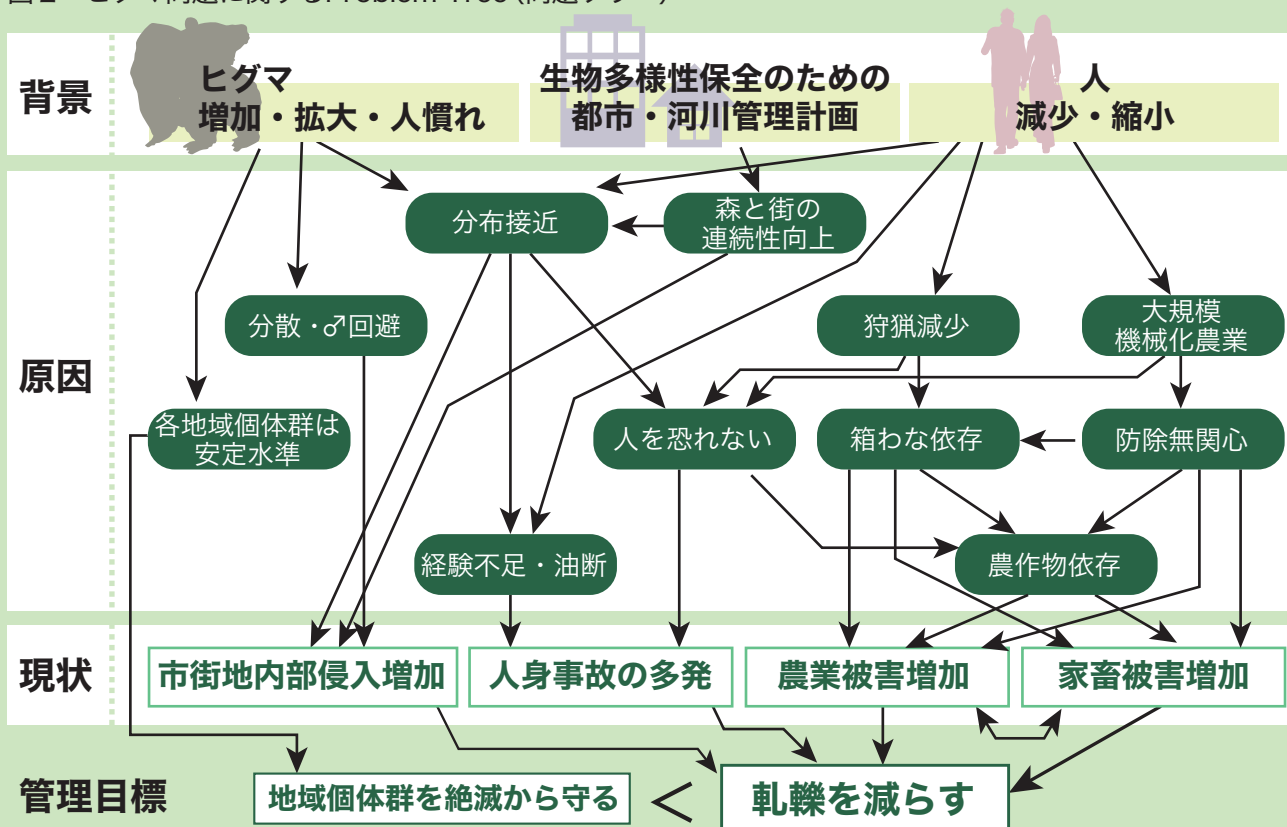 背景
ヒグマ
増加・拡大・人慣れ
生物多様性保全のための
都市・河川管理計画
人
減少・縮小
原因
分布接近
森と街の
連続性向上
分散・♂回避
狩猟減少
大規模
機械化農業
各地域個体群は
安定水準
人を恐れない
箱わな依存
防除無関心
経験不足・油断
農作物依存
現状
市街地内部侵入増加
人身事故の多発
農業被害増加
家畜被害増加
管理目標
地域個体群を絶滅から守る
<
軋轢を減らす